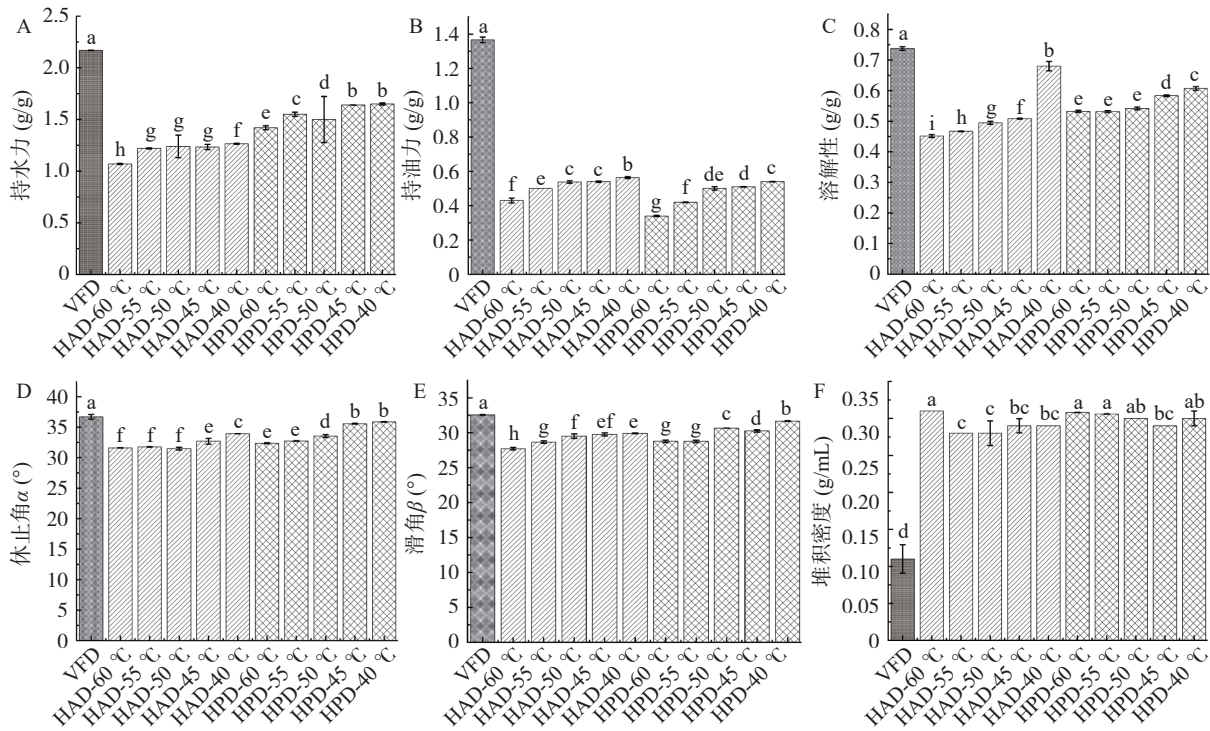 A
持水力 (g/g)
2.5
2.0
1.5
1.0
0.5
0
a
h
g
g
g
f
e
c
d
b
b
VFD
HAD-60 ℃
HAD-55 ℃
HAD-50 ℃
HAD-45 ℃
HAD-40 ℃
HPD-60 ℃
HPD-55 ℃
HPD-50 ℃
HPD-45 ℃
HPD-40 ℃
B
持油力 (g/g)
1.4
1.2
1.0
0.8
0.6
0.4
0.2
0
a
f
e
c
c
b
g
f
de
d
c
VFD
HAD-60 ℃
HAD-55 ℃
HAD-50 ℃
HAD-45 ℃
HAD-40 ℃
HPD-60 ℃
HPD-55 ℃
HPD-50 ℃
HPD-45 ℃
HPD-40 ℃
C
溶解性 (g/g)
0.8
0.7
0.6
0.5
0.4
0.3
0.2
0.1
0
a
i
h
g
f
b
e
e
e
d
c
VFD
HAD-60 ℃
HAD-55 ℃
HAD-50 ℃
HAD-45 ℃
HAD-40 ℃
HPD-60 ℃
HPD-55 ℃
HPD-50 ℃
HPD-45 ℃
HPD-40 ℃
D
休止角α (°)
40
35
30
25
20
15
10
5
0
a
f
f
f
e
c
e
e
d
b
b
VFD
HAD-60 ℃
HAD-55 ℃
HAD-50 ℃
HAD-45 ℃
HAD-40 ℃
HPD-60 ℃
HPD-55 ℃
HPD-50 ℃
HPD-45 ℃
HPD-40 ℃
E
滑角β (°)
35
30
25
20
15
10
5
0
a
h
g
f
ef
e
g
g
c
d
b
VFD
HAD-60 ℃
HAD-55 ℃
HAD-50 ℃
HAD-45 ℃
HAD-40 ℃
HPD-60 ℃
HPD-55 ℃
HPD-50 ℃
HPD-45 ℃
HPD-40 ℃
F
堆积密度 (g/mL)
0.35
0.30
0.25
0.20
0.15
0.10
0.05
0
d
a
c
c
bc
bc
a
a
ab
bc
ab
VFD
HAD-60 ℃
HAD-55 ℃
HAD-50 ℃
HAD-45 ℃
HAD-40 ℃
HPD-60 ℃
HPD-55 ℃
HPD-50 ℃
HPD-45 ℃
HPD-40 ℃